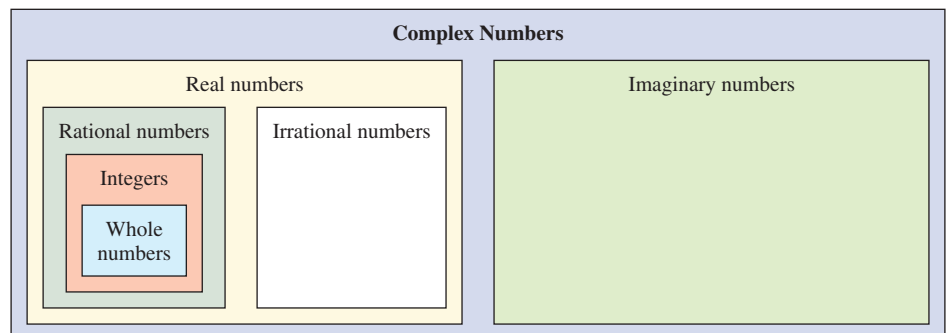 Complex Numbers
Real numbers
Imaginary numbers
Rational numbers
Irrational numbers
Integers
Whole
numbers